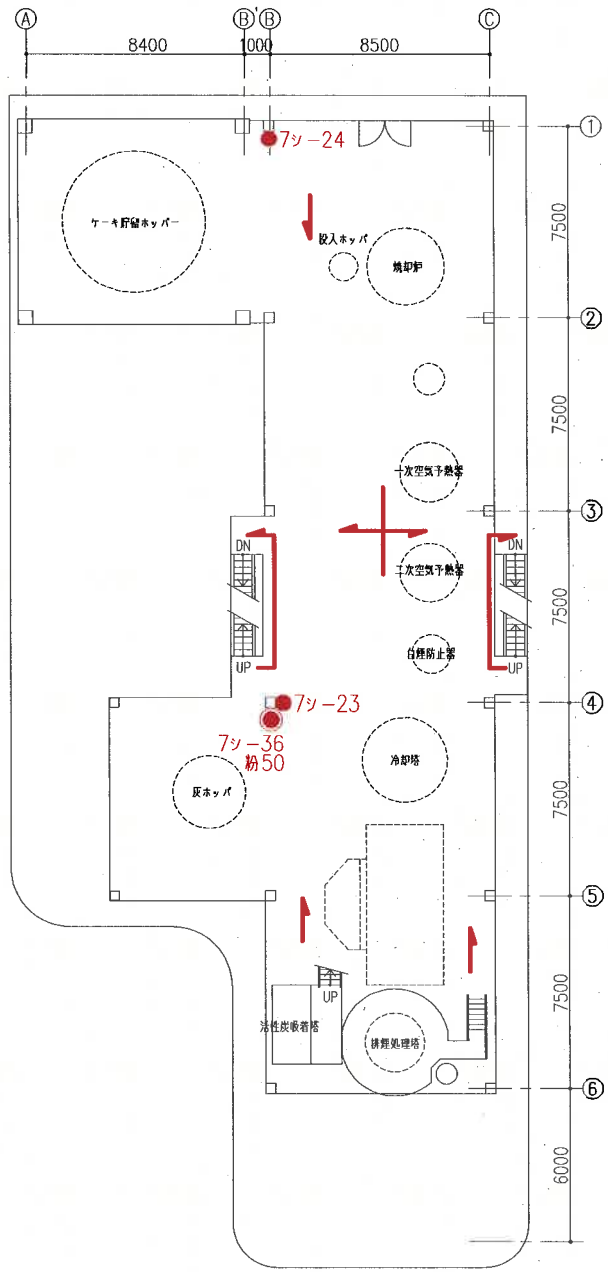 A B' B C
8400 1000 8500
①
7ジ-24
7500
ケーキ貯留ホッパー
投入ホッパ
焼却炉
②
7500
一次空気予熱器
③
DN
DN
7500
二次空気予熱器
白煙防止器
UP
UP
④
7ジ-23
7ジ-36
粉50
冷却塔
灰ホッパ
7500
⑤
7500
UP
活性炭吸着塔
排煙処理塔
⑥
6000